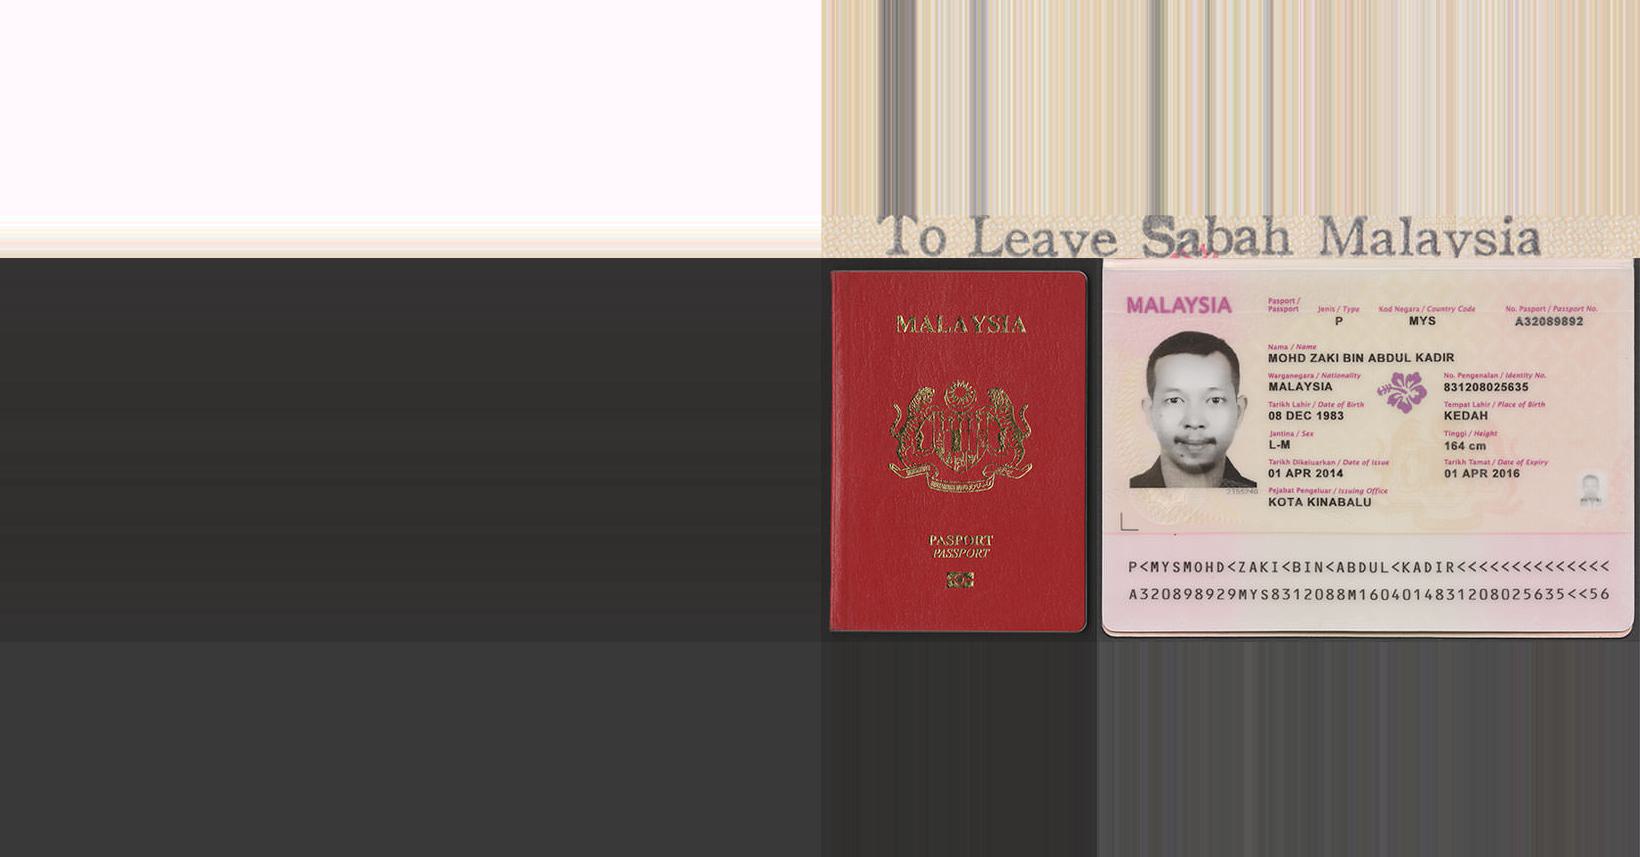 To Leave Sabah Malaysia
MALAYSIA
PASPORT
PASSPORT
MALAYSIA
Pasport / Passport
Jenis / Type
Kod Negara / Country Code
No. Pasport / Passport No.
P
MYS
A32089892
Nama / Name
MOHD ZAKI BIN ABDUL KADIR
Warganegara / Nationality
No. Pengenalan / Identity No.
MALAYSIA
831208025635
Tarikh Lahir / Date of Birth
Tempat Lahir / Place of Birth
08 DEC 1983
KEDAH
Jantina / Sex
Tinggi / Height
L-M
164 cm
Tarikh Dikeluarkan / Date of Issue
Tarikh Tamat / Date of Expiry
01 APR 2014
01 APR 2016
Pejabat Pengeluar / Issuing Office
KOTA KINABALU
P<MYSMOHD<ZAKI<BIN<ABDUL<KADIR<<<<<<<<<<<<<<
A320898929MYS8312088M1604014831208025635<<56